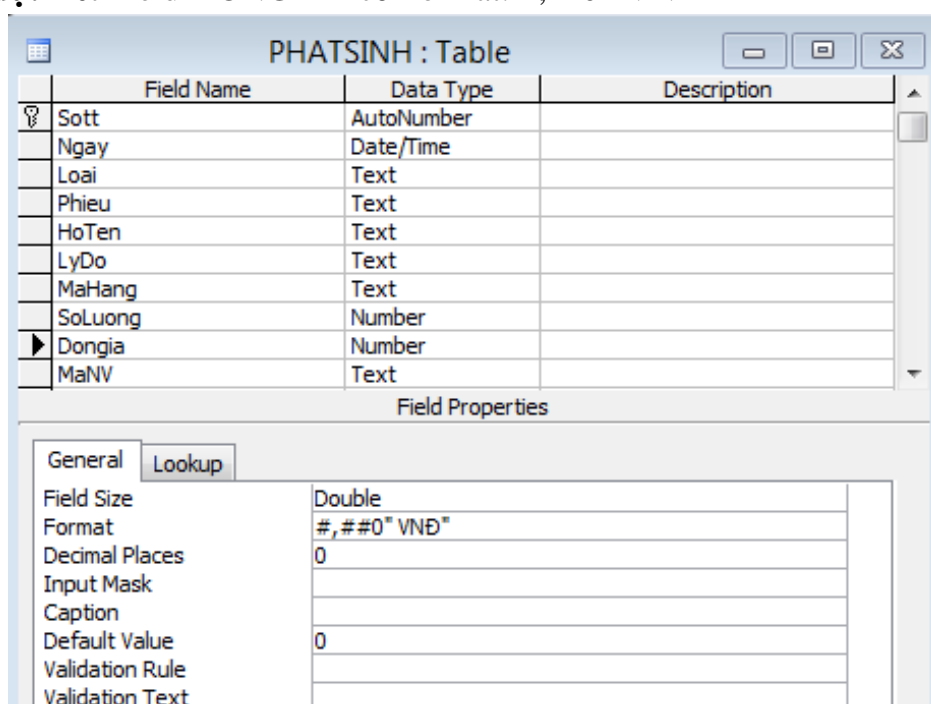 PHATSINH : Table
Field Name Data Type Description
Sott AutoNumber
Ngay Date/Time
Loai Text
Phieu Text
HoTen Text
LyDo Text
MaHang Text
SoLuong Number
Dongia Number
MaNV Text
Field Properties
General Lookup
Field Size Double
Format #,##0" VNĐ"
Decimal Places 0
Input Mask
Caption
Default Value 0
Validation Rule
Validation Text